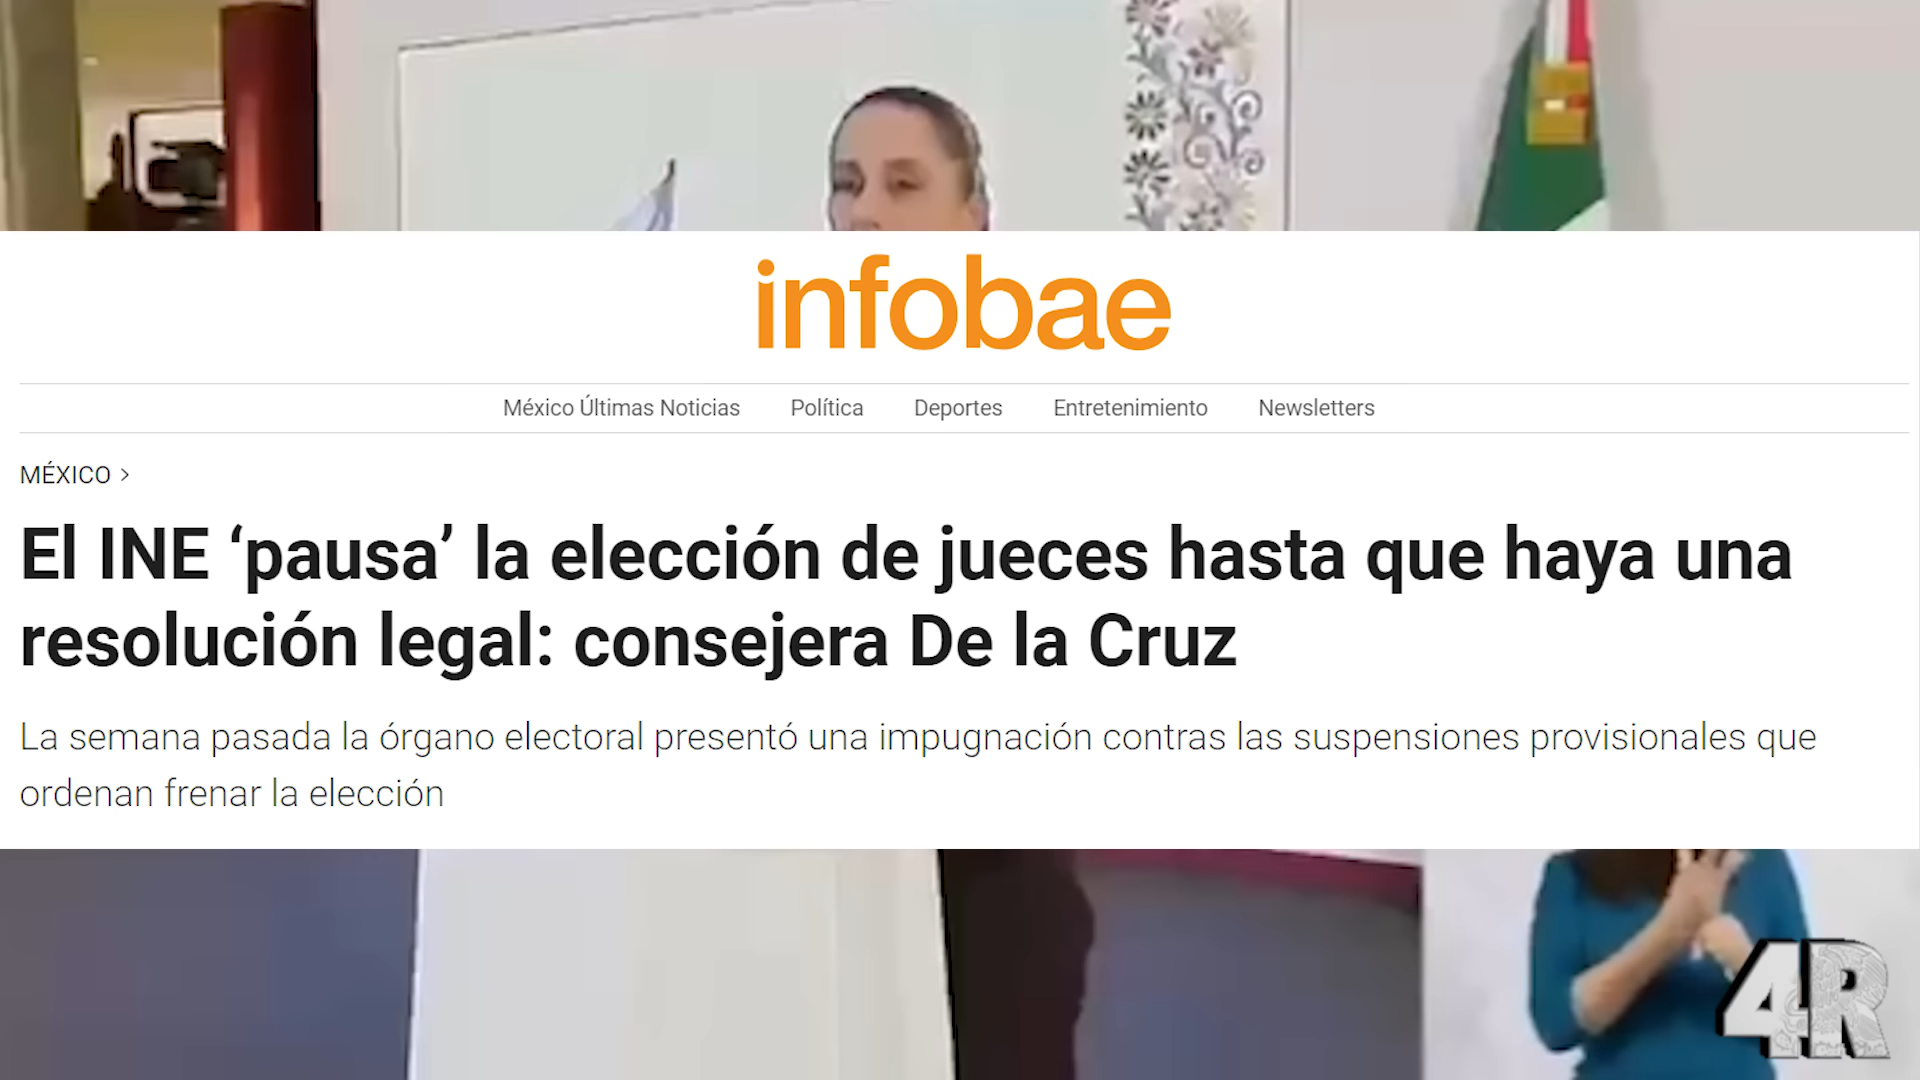 infobae
México Últimas Noticias Política Deportes Entretenimiento Newsletters
MÉXICO >
El INE ‘pausa’ la elección de jueces hasta que haya una
resolución legal: consejera De la Cruz
La semana pasada la órgano electoral presentó una impugnación contras las suspensiones provisionales que
ordenan frenar la elección
4R